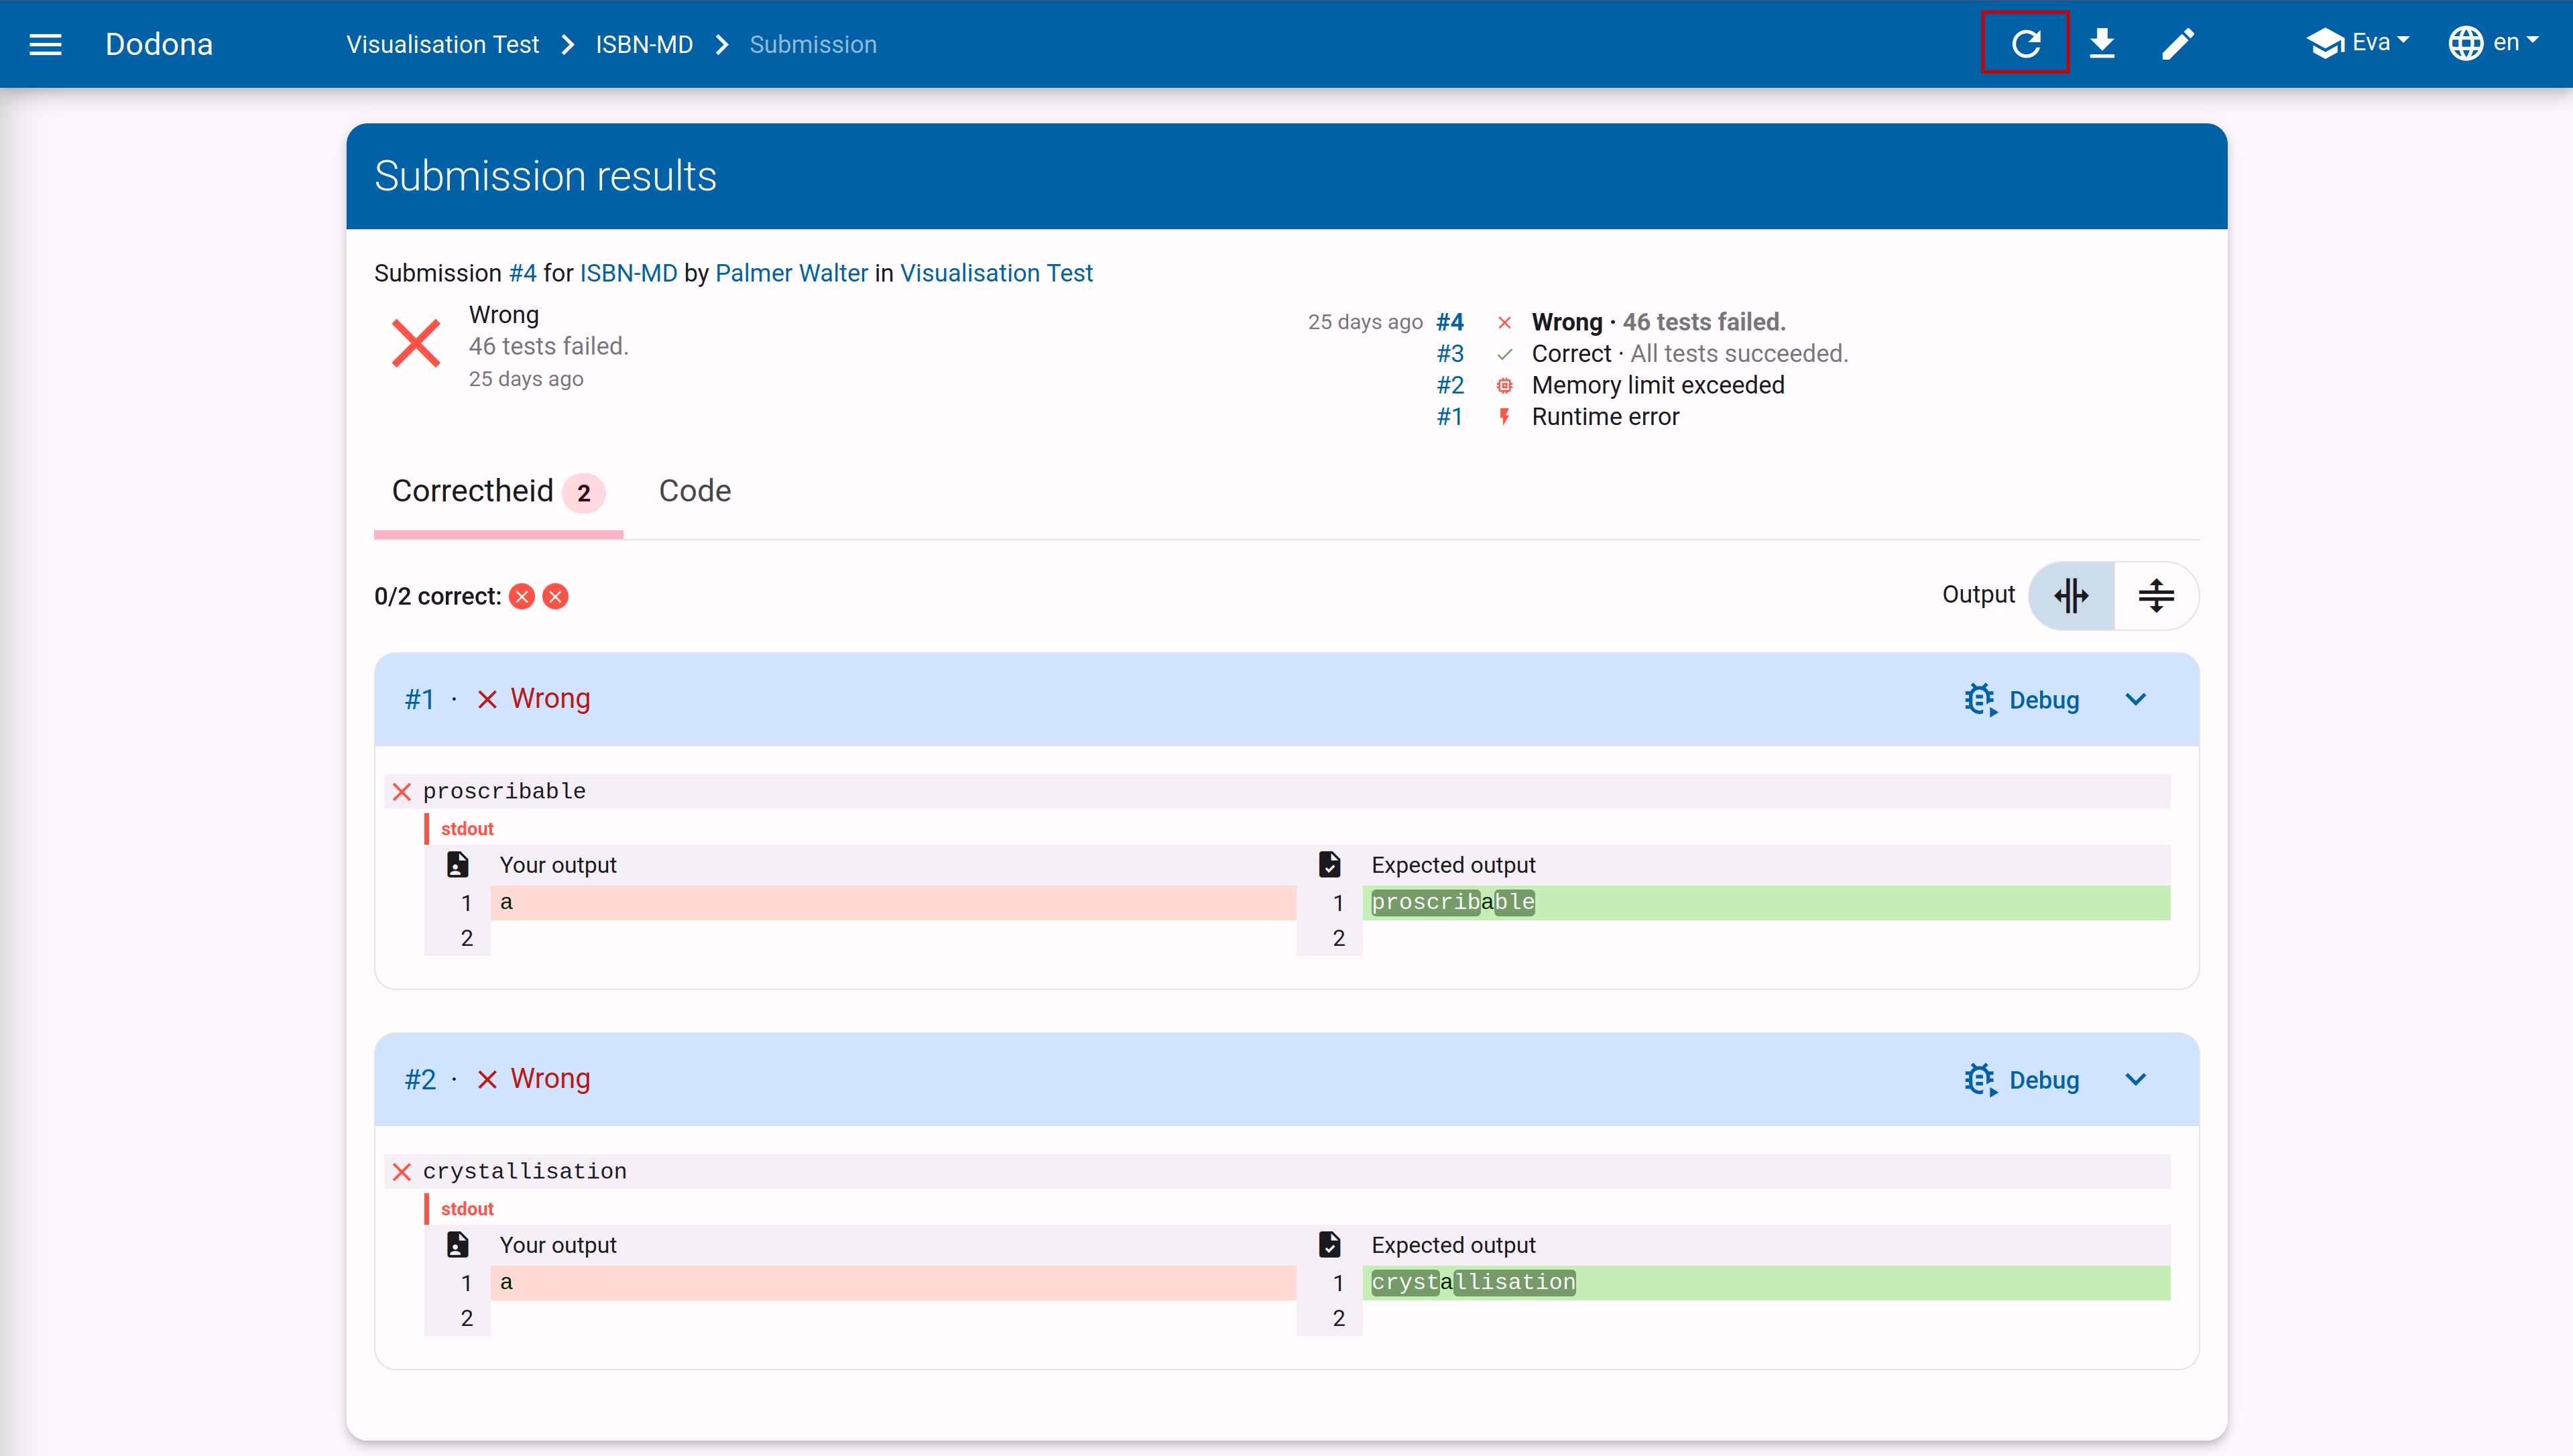 Dodona
Visualisation Test
ISBN-MD
Submission
Eva
en
Submission results
Submission #4 for ISBN-MD by Palmer Walter in Visualisation Test
Wrong
46 tests failed.
25 days ago
25 days ago #4 Wrong · 46 tests failed.
#3 Correct · All tests succeeded.
#2 Memory limit exceeded
#1 Runtime error
Correctheid 2
Code
0/2 correct:
Output
#1 · Wrong
Debug
proscribable
stdout
Your output
Expected output
1 a
1 proscribable
2
2
#2 · Wrong
Debug
crystallisation
stdout
Your output
Expected output
1 a
1 crystallisation
2
2